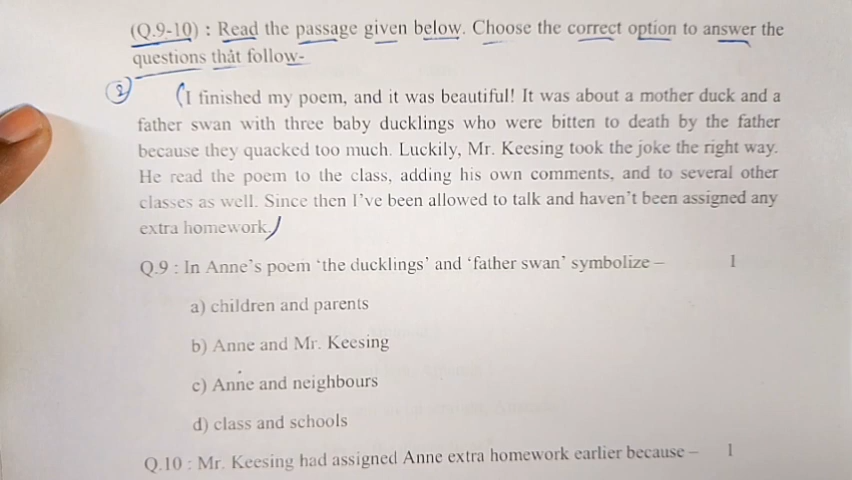 (Q.9-10) : Read the passage given below. Choose the correct option to answer the
questions that follow-
2
(I finished my poem, and it was beautiful! It was about a mother duck and a
father swan with three baby ducklings who were bitten to death by the father
because they quacked too much. Luckily, Mr. Keesing took the joke the right way.
He read the poem to the class, adding his own comments, and to several other
classes as well. Since then I've been allowed to talk and haven't been assigned any
extra homework.)
Q.9 : In Anne's poem ‘the ducklings’ and ‘father swan’ symbolize – 1
a) children and parents
b) Anne and Mr. Keesing
c) Anne and neighbours
d) class and schools
Q.10 : Mr. Keesing had assigned Anne extra homework earlier because – 1